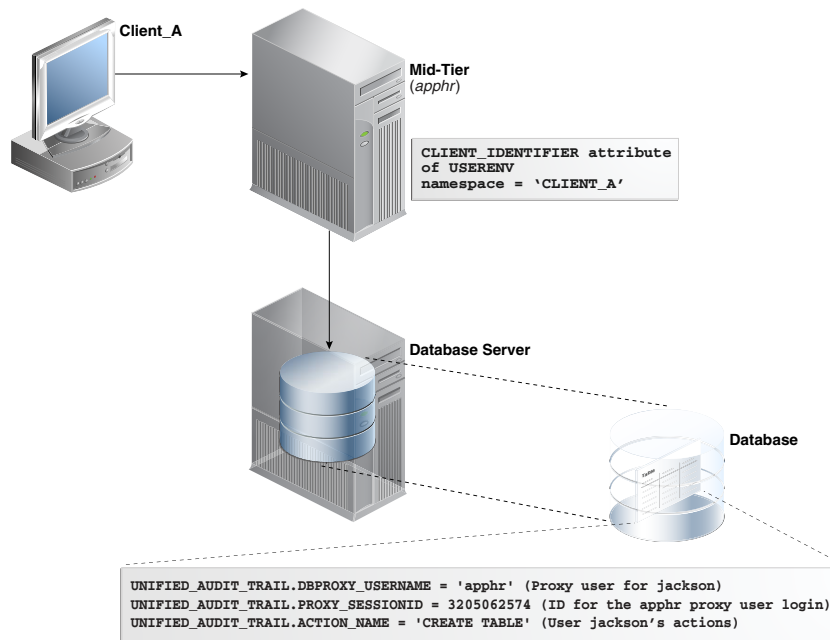 Client_A
Mid-Tier
(apphr)
CLIENT_IDENTIFIER attribute
of USERENV
namespace = ‘CLIENT_A’
Database Server
Database
UNIFIED_AUDIT_TRAIL.DBPROXY_USERNAME = 'apphr' (Proxy user for jackson)
UNIFIED_AUDIT_TRAIL.PROXY_SESSIONID = 3205062574 (ID for the apphr proxy user login)
UNIFIED_AUDIT_TRAIL.ACTION_NAME = 'CREATE TABLE' (User jackson's actions)